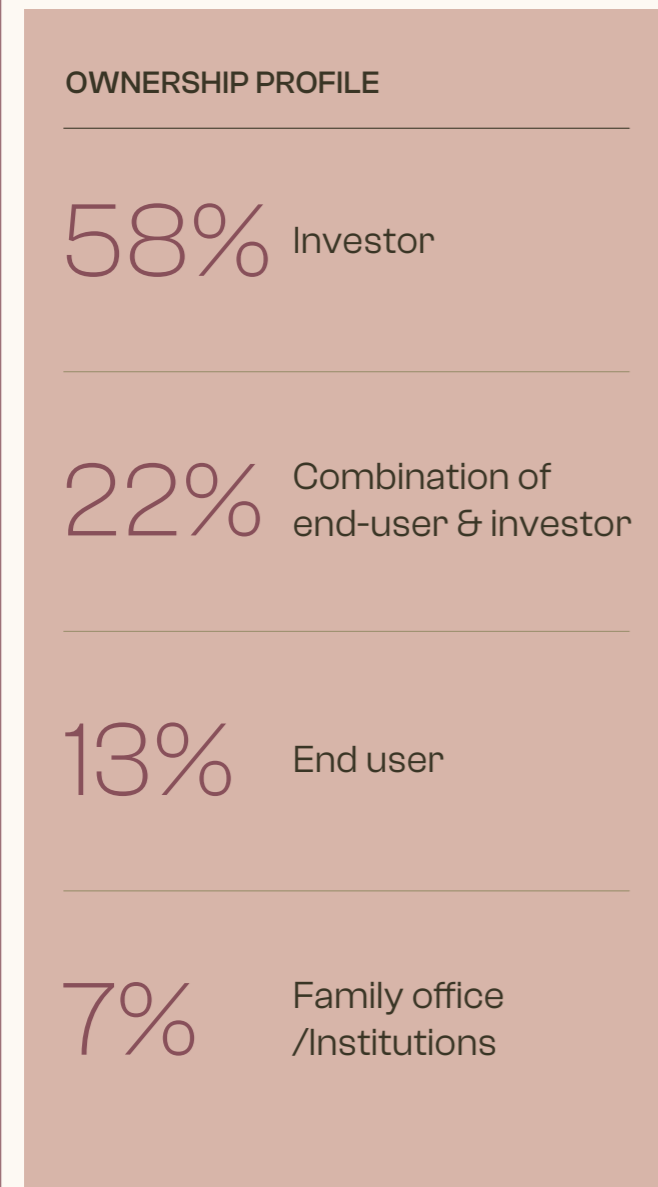 OWNERSHIP PROFILE
58% Investor
22% Combination of
end-user & investor
13% End user
7% Family office
/Institutions